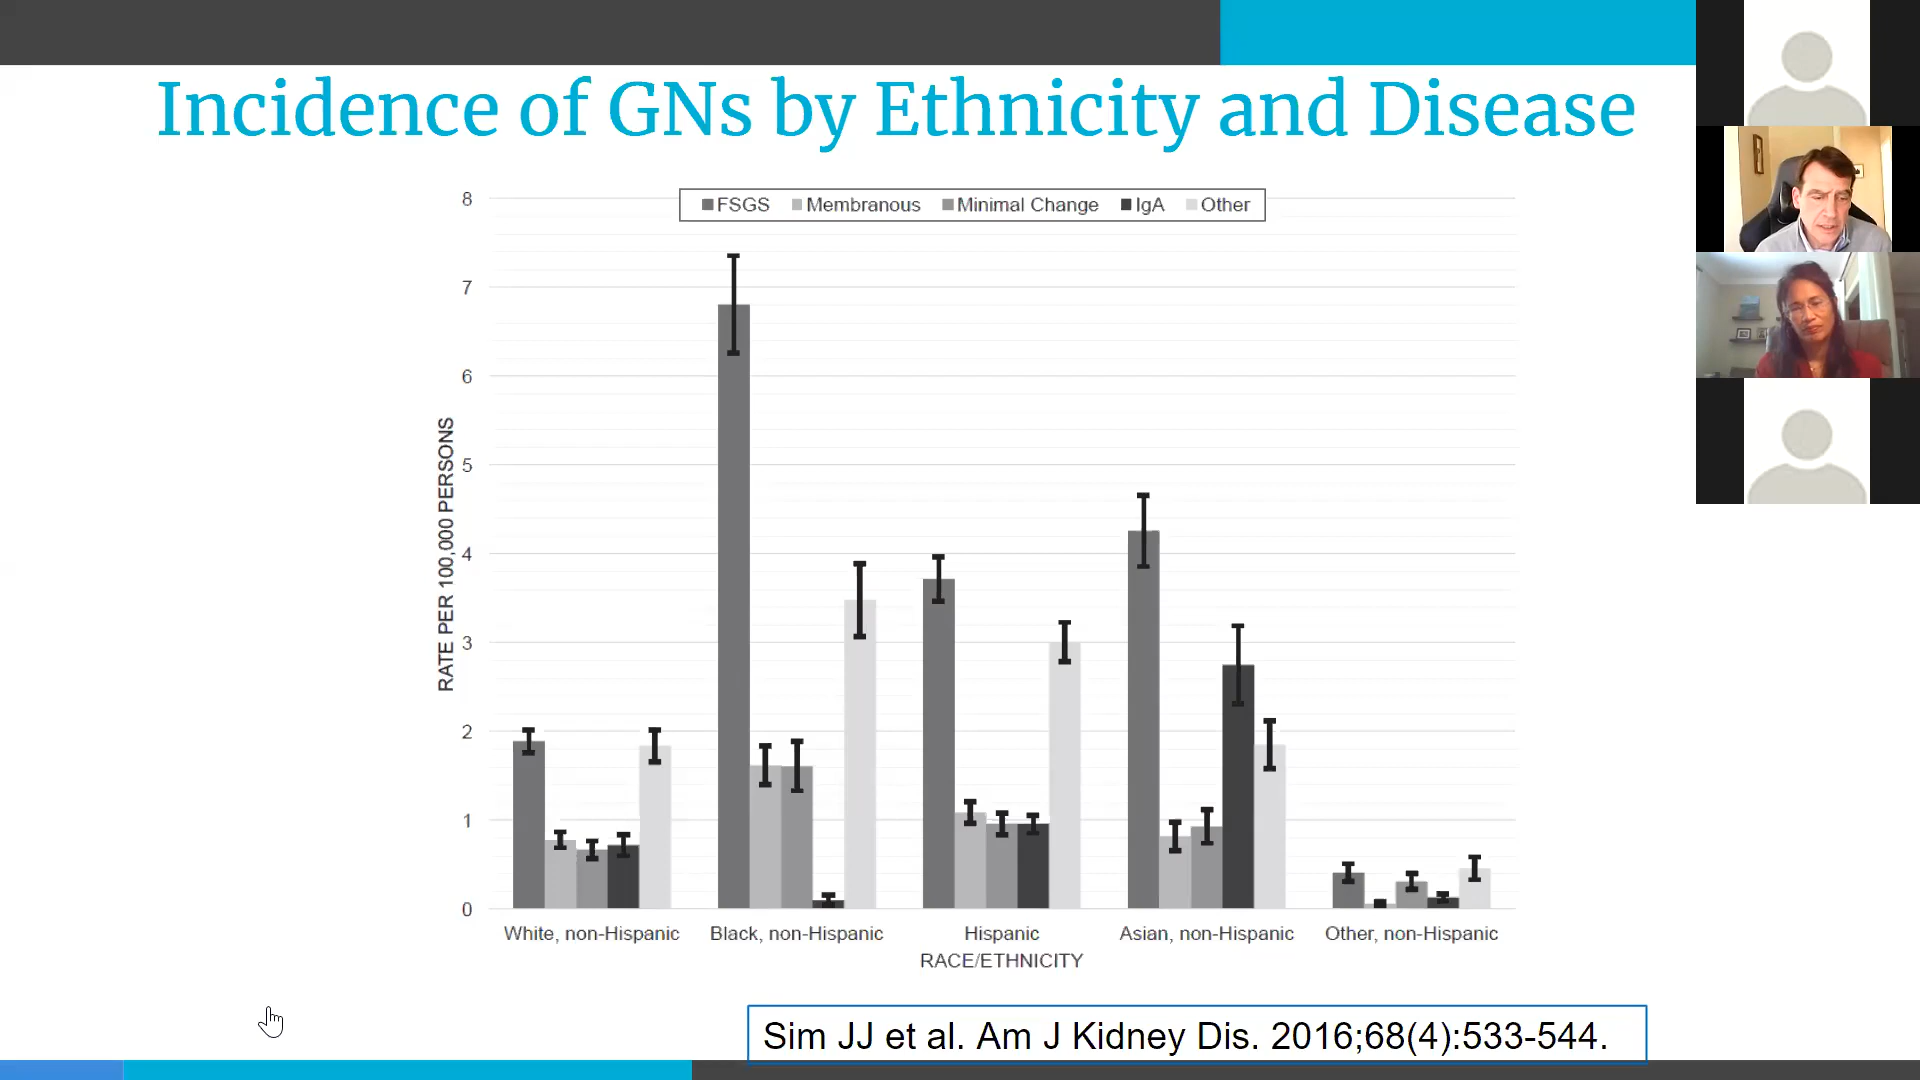 Incidence of GNs by Ethnicity and Disease
FSGS Membranous Minimal Change IgA Other
8
7
6
5
4
3
2
1
0
RATE PER 100,000 PERSONS
White, non-Hispanic Black, non-Hispanic Hispanic Asian, non-Hispanic Other, non-Hispanic
RACE/ETHNICITY
Sim JJ et al. Am J Kidney Dis. 2016;68(4):533-544.